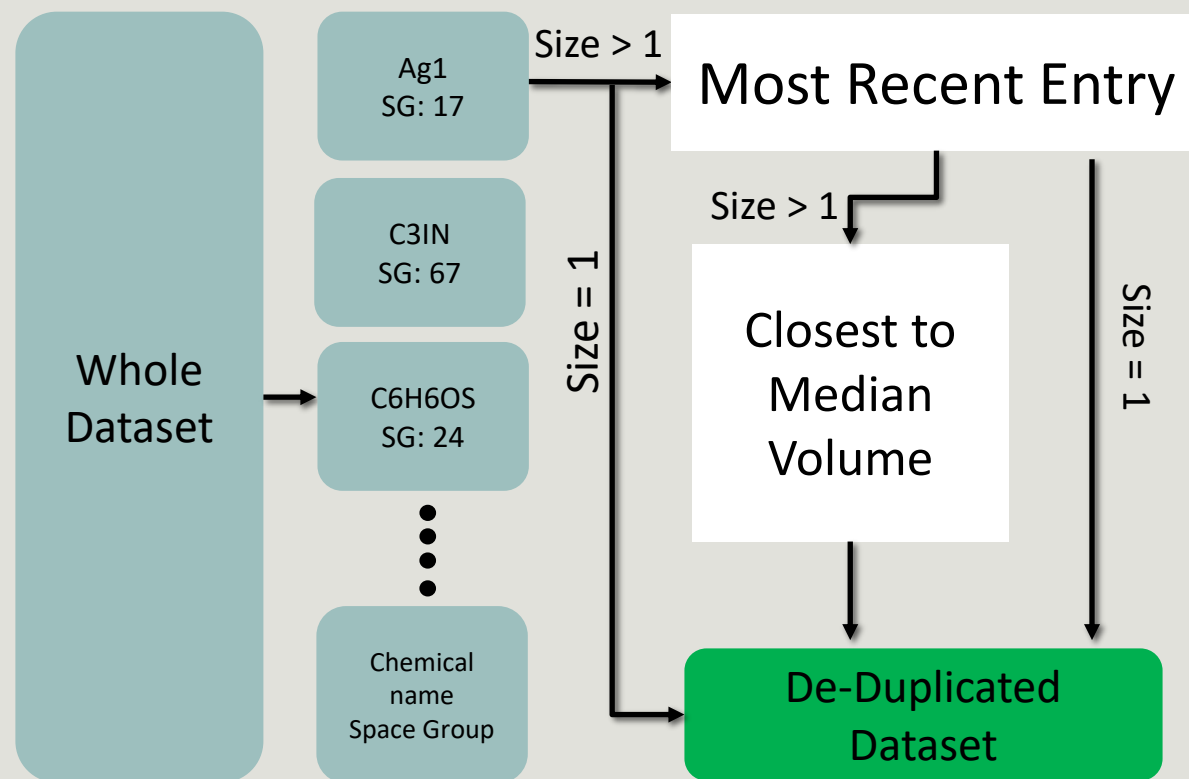 Whole
Dataset
Ag1
SG: 17
C3IN
SG: 67
C6H6OS
SG: 24
Chemical
name
Space Group
Size > 1
Size = 1
Most Recent Entry
Size > 1
Size = 1
Closest to
Median
Volume
De-Duplicated
Dataset